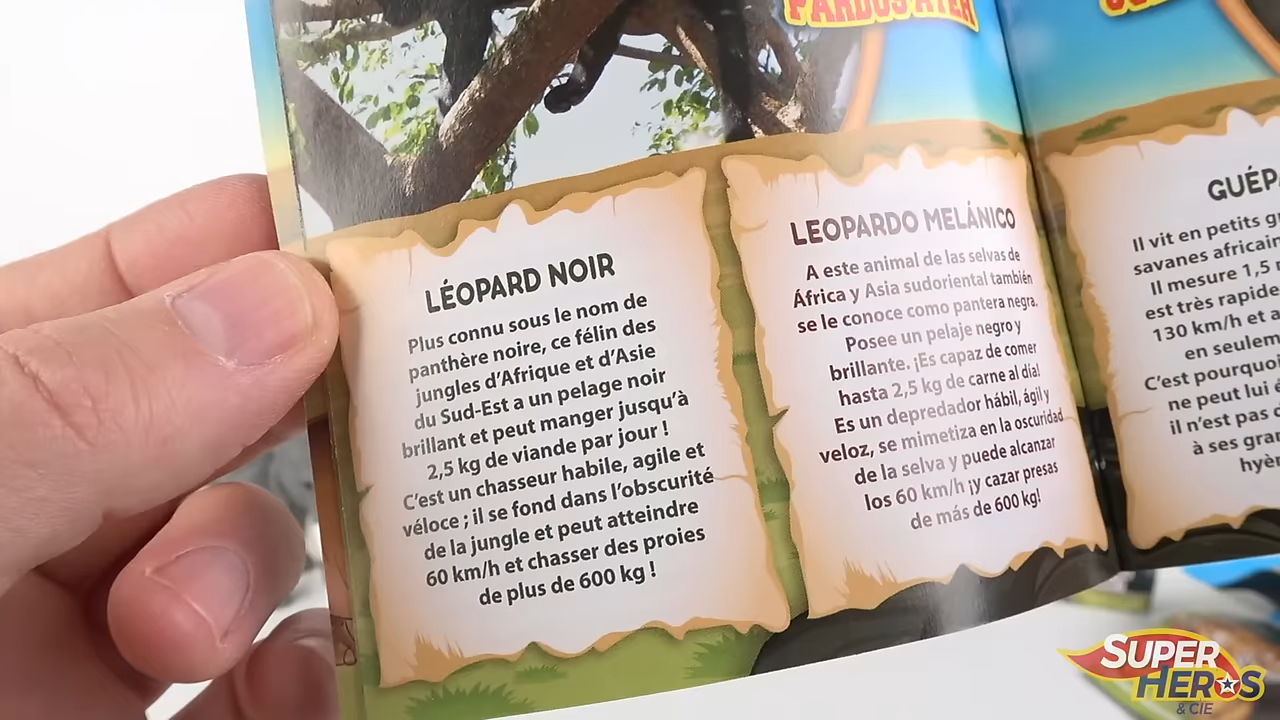 PARDUS AYER
LÉOPARD NOIR
Plus connu sous le nom de
panthère noire, ce félin des
jungles d'Afrique et d'Asie
du Sud-Est a un pelage noir
brillant et peut manger jusqu'à
2,5 kg de viande par jour !
C'est un chasseur habile, agile et
véloce ; il se fond dans l'obscurité
de la jungle et peut atteindre
60 km/h et chasser des proies
de plus de 600 kg !
LEOPARDO MELÁNICO
A este animal de las selvas de
África y Asia sudoriental también
se le conoce como pantera negra.
Posee un pelaje negro y
brillante. ¡Es capaz de comer
hasta 2,5 kg de carne al día!
Es un depredador hábil, ágil y
veloz, se mimetiza en la oscuridad
de la selva y puede alcanzar
los 60 km/h ¡y cazar presas
de más de 600 kg!
Il vit en petits
savanes
Il mesure 1,5
est très rapide
130 km/h et
en
C'est pourquoi
ne peut lui
il n'est pas
à ses
SUPER
HEROS
& CIE